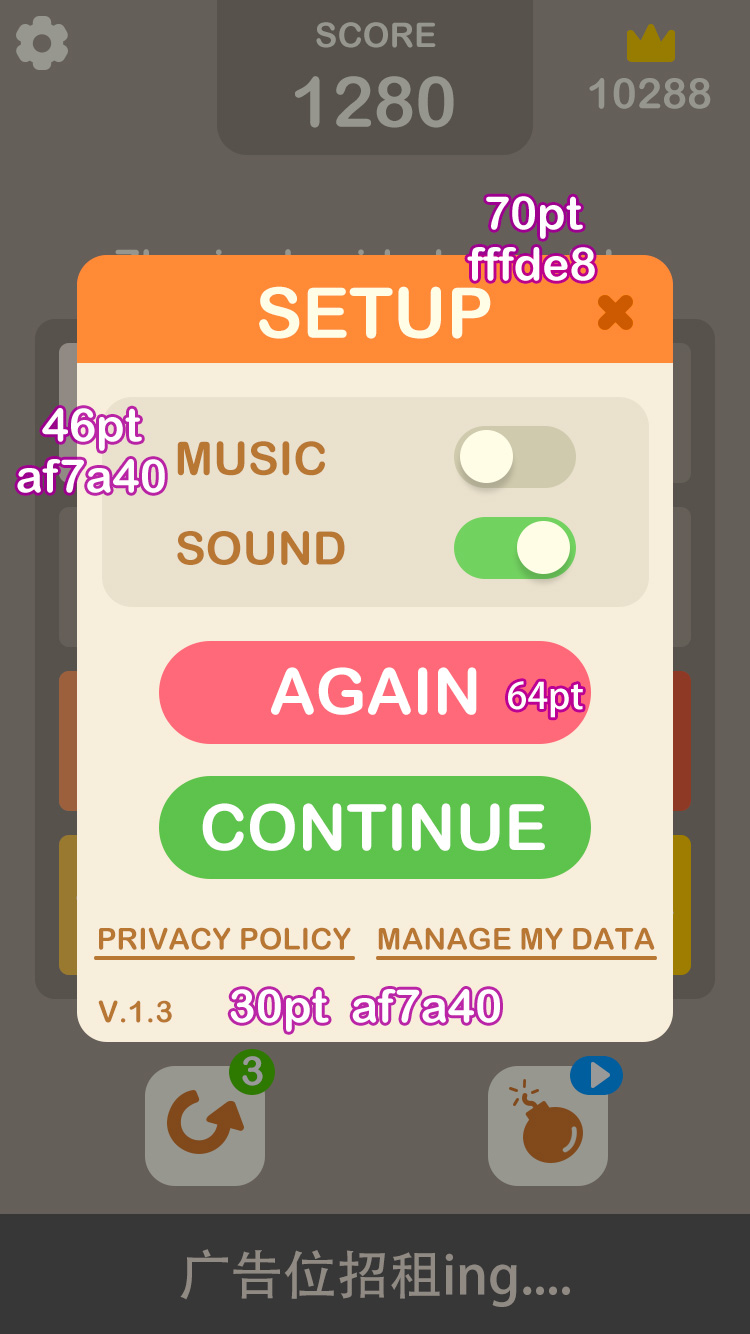 SCORE
1280
10288
70pt
fffde8
SETUP
46pt
af7a40
MUSIC
SOUND
AGAIN 64pt
CONTINUE
PRIVACY POLICY MANAGE MY DATA
V.1.3 30pt af7a40
3
广告位招租ing....